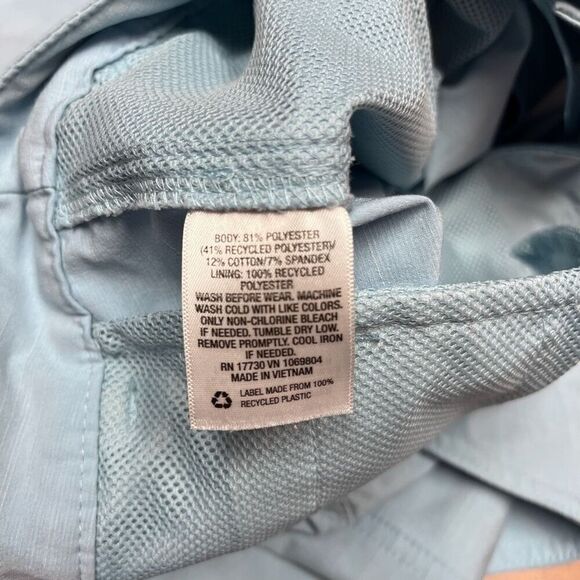 BODY: 81% POLYESTER
(41% RECYCLED POLYESTER)/
12% COTTON/7% SPANDEX
LINING: 100% RECYCLED
POLYESTER
WASH BEFORE WEAR. MACHINE
WASH COLD WITH LIKE COLORS.
ONLY NON-CHLORINE BLEACH
IF NEEDED. TUMBLE DRY LOW.
REMOVE PROMPTLY. COOL IRON
IF NEEDED.
RN 17730 VN 1069804
MADE IN VIETNAM
LABEL MADE FROM 100%
RECYCLED PLASTIC